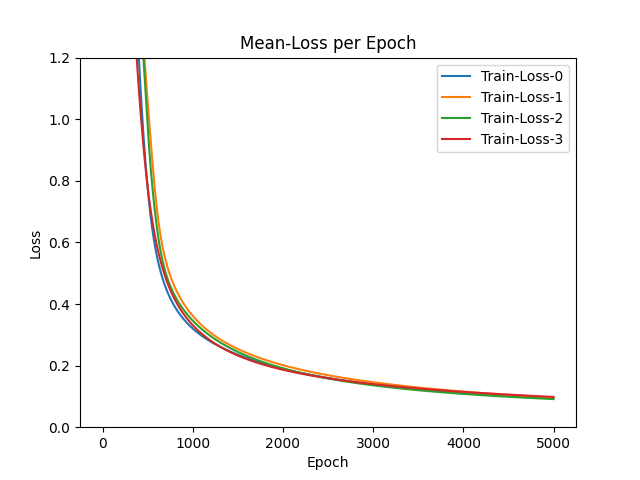 Mean-Loss per Epoch
1.2
1.0
0.8
0.6
0.4
0.2
0.0
Loss
Train-Loss-0
Train-Loss-1
Train-Loss-2
Train-Loss-3
0 1000 2000 3000 4000 5000
Epoch